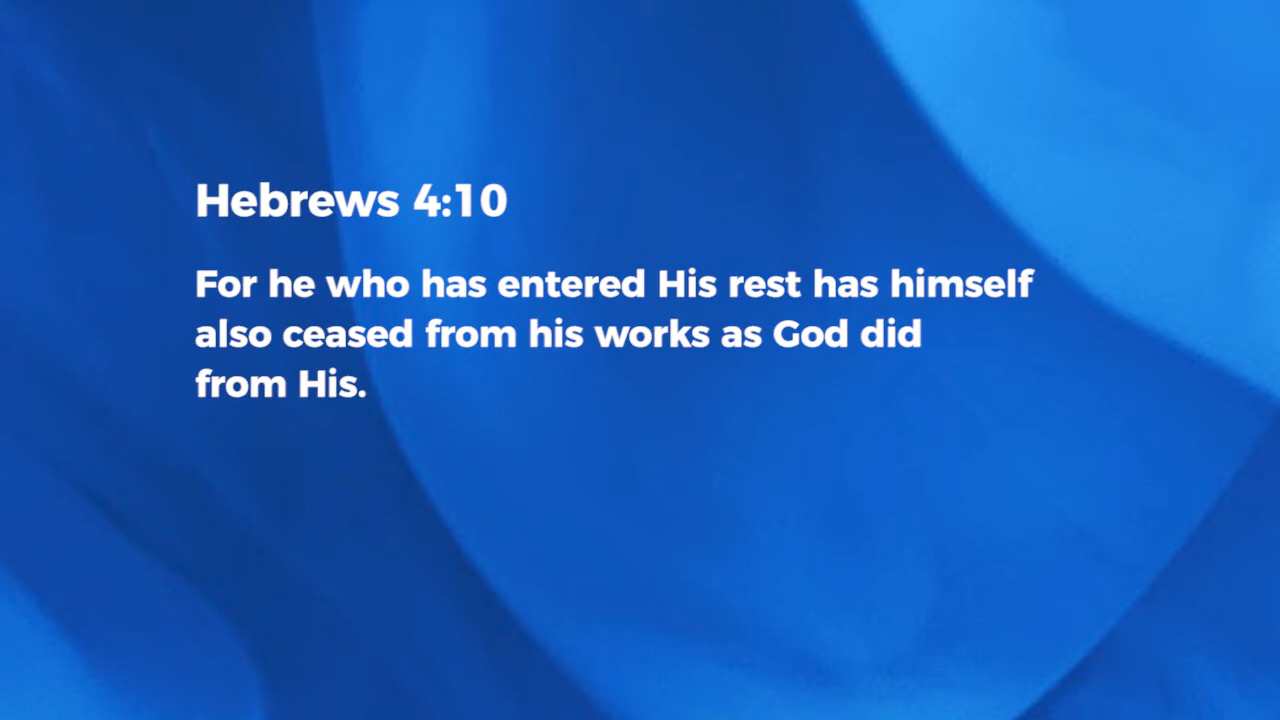 Hebrews 4:10
For he who has entered His rest has himself
also ceased from his works as God did
from His.